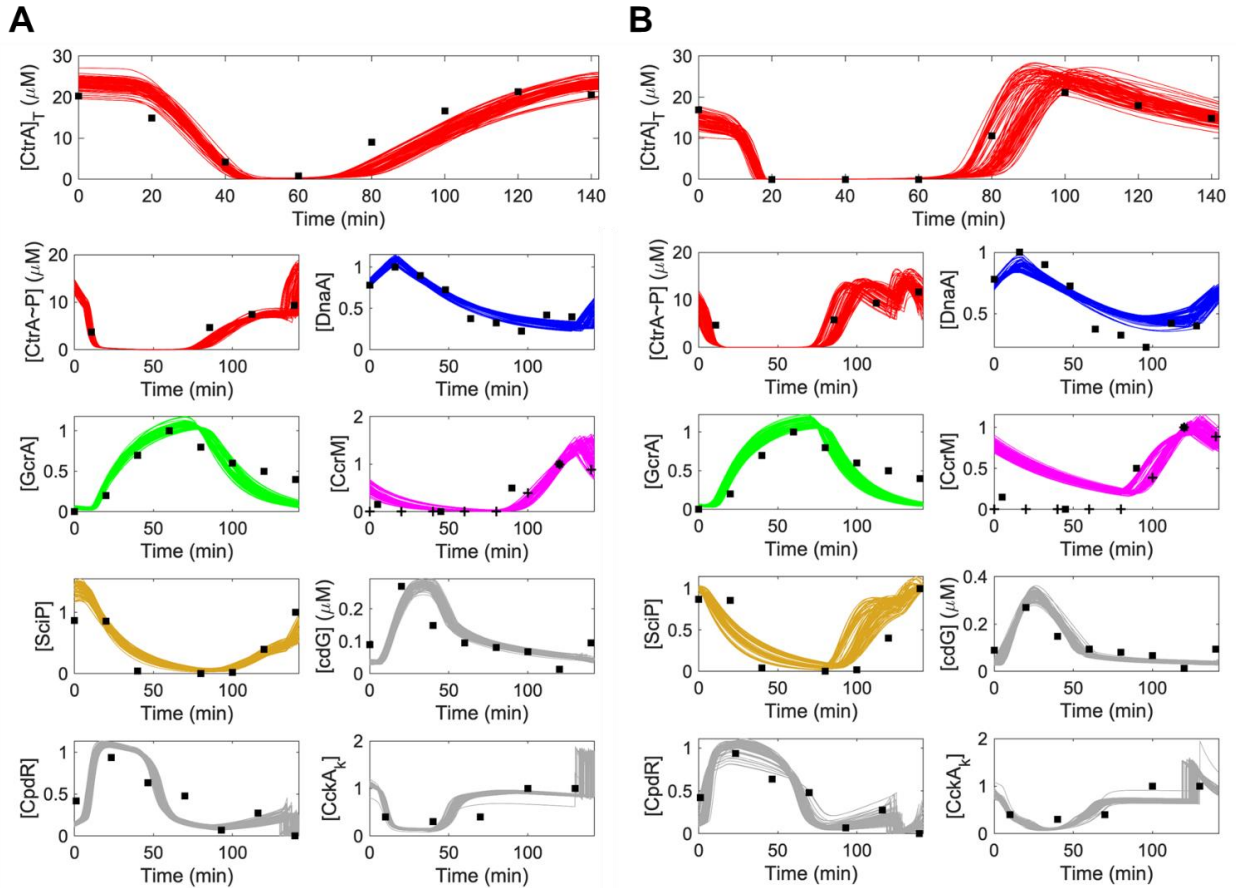 A
B
[CtrA]T (μM)
30
20
10
0
0 20 40 60 80 100 120 140
Time (min)
[CtrA]T (μM)
30
20
10
0
0 20 40 60 80 100 120 140
Time (min)
[CtrA~P] (μM)
20
10
0
0 50 100
Time (min)
[DnaA]
1
0.5
0
0 50 100
Time (min)
[CtrA~P] (μM)
20
10
0
0 50 100
Time (min)
[DnaA]
1
0.5
0 50 100
Time (min)
[GcrA]
1
0.5
0
0 50 100
Time (min)
[CcrM]
2
1
0
0 50 100
Time (min)
[GcrA]
1
0.5
0
0 50 100
Time (min)
[CcrM]
1
0.5
0
0 50 100
Time (min)
[SciP]
1
0
0 50 100
Time (min)
[cdG] (μM)
0.2
0.1
0
0 50 100
Time (min)
[SciP]
1
0.5
0
0 50 100
Time (min)
[cdG] (μM)
0.4
0.2
0
0 50 100
Time (min)
[CpdR]
1
0.5
0
0 50 100
Time (min)
[CckAk]
2
1
0
0 50 100
Time (min)
[CpdR]
1
0.5
0
0 50 100
Time (min)
[CckAk]
2
1
0
0 50 100
Time (min)